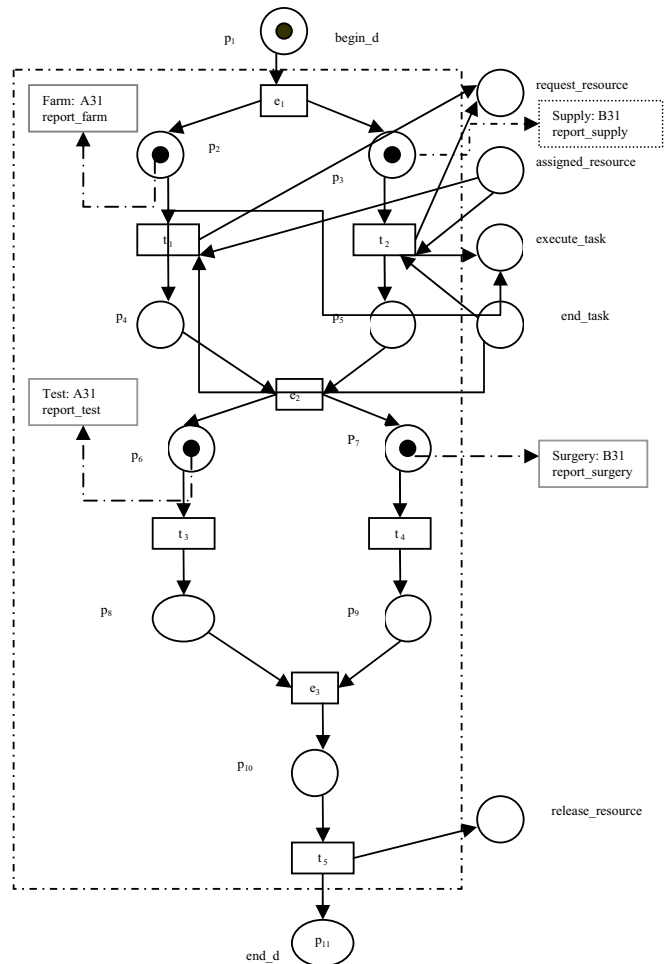 p₁
begin_d
Farm: A31
report_farm
e₁
request_resource
Supply: B31
report_supply
p₂
p₃
assigned_resource
t₁
t₂
execute_task
p₄
p₅
end_task
e₂
Test: A31
report_test
p₆
P₇
Surgery: B31
report_surgery
t₃
t₄
p₈
p₉
e₃
p₁₀
release_resource
t₅
p₁₁
end_d